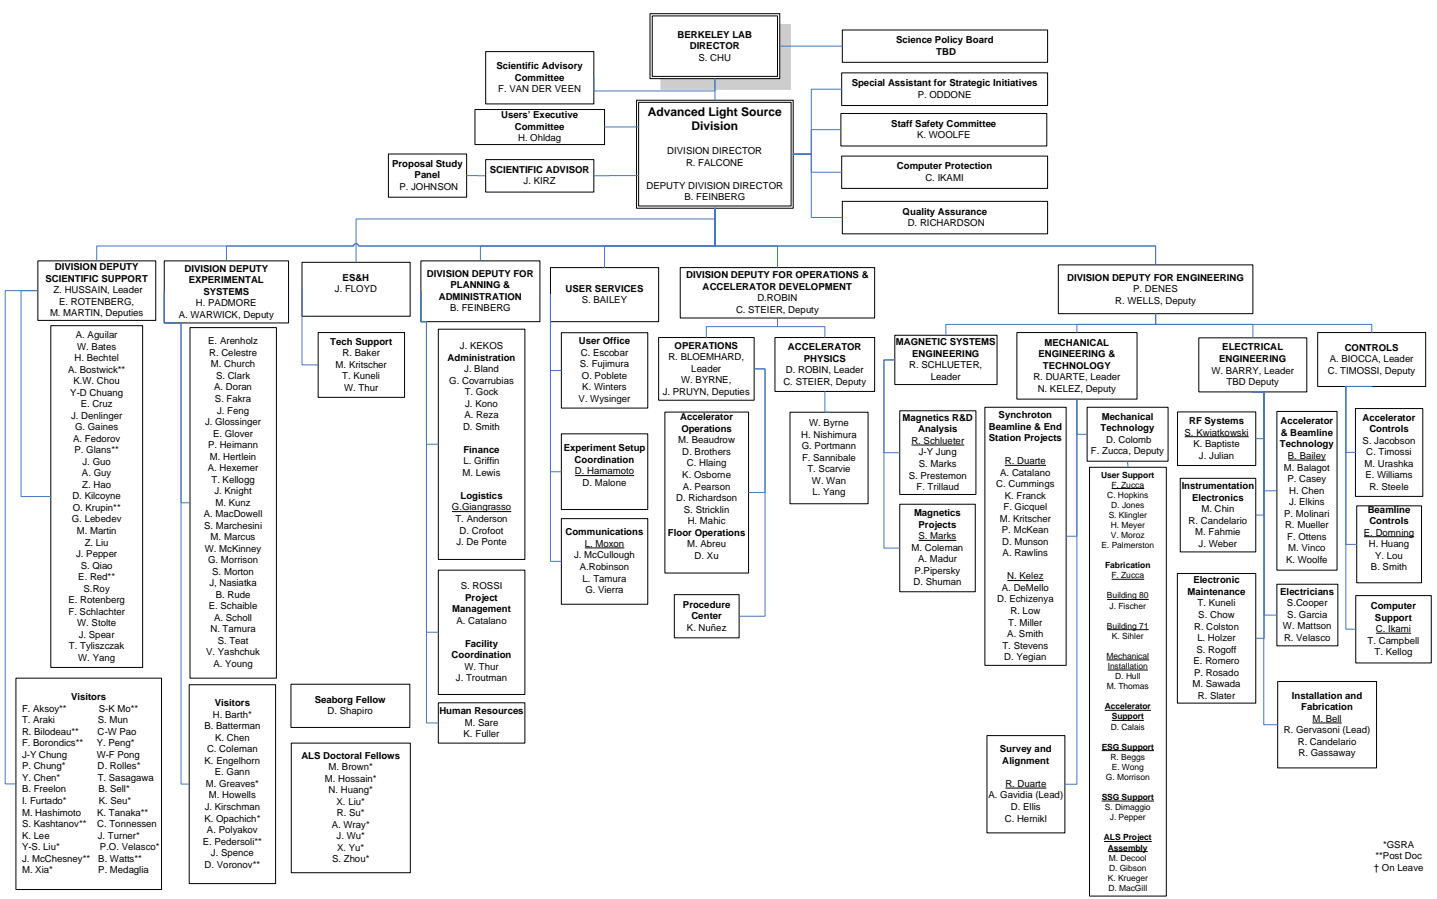 BERKELEY LAB
DIRECTOR
S. CHU
Science Policy Board
TBD
Scientific Advisory
Committee
F. VAN DER VEEN
Special Assistant for Strategic Initiatives
P. ODDONE
Users' Executive
Committee
H. Ohldag
Advanced Light Source
Division
DIVISION DIRECTOR
R. FALCONE
DEPUTY DIVISION DIRECTOR
B. FEINBERG
Staff Safety Committee
K. WOOLFE
Proposal Study
Panel
P. JOHNSON
SCIENTIFIC ADVISOR
J. KIRZ
Computer Protection
C. IKAMI
Quality Assurance
D. RICHARDSON
DIVISION DEPUTY
SCIENTIFIC SUPPORT
Z. HUSSAIN, Leader
E. ROTENBERG,
M. MARTIN, Deputies
A. Aguilar
W. Bates
H. Bechtel
A. Bostwick**
K.W. Chou
Y-D Chuang
E. Cruz
J. Denlinger
G. Gaines
A. Fedorov
P. Glans**
J. Guo
A. Guy
Z. Hao
D. Kilcoyne
O. Krupin**
G. Lebedev
M. Martin
Z. Liu
J. Pepper
S. Qiao
E. Red**
S.Roy
E. Rotenberg
F. Schlachter
W. Stolte
J. Spear
T. Tyliszczak
W. Yang
Visitors
F. Aksoy** S-K Mo**
T. Araki S. Mun
R. Bilodeau** C-W Pao
F. Borondics** Y. Peng*
J-Y Chung W-F Pong
P. Chung* D. Rolles*
Y. Chen* T. Sasagawa
B. Freelon B. Sell*
I. Furtado* K. Seu*
M. Hashimoto K. Tanaka**
S. Kashtanov** C. Tonnessen
K. Lee J. Turner*
Y-S. Liu* P.O. Velasco*
J. McChesney** B. Watts**
M. Xia* P. Medaglia
DIVISION DEPUTY
EXPERIMENTAL
SYSTEMS
H. PADMORE
A. WARWICK, Deputy
E. Arenholz
R. Celestre
M. Church
S. Clark
A. Doran
S. Fakra
J. Feng
J. Glossinger
E. Glover
P. Heimann
M. Hertlein
A. Hexemer
T. Kellogg
J. Knight
M. Kunz
A. MacDowell
S. Marchesini
M. Marcus
W. McKinney
G. Morrison
S. Morton
J, Nasiatka
B. Rude
E. Schaible
A. Scholl
N. Tamura
S. Teat
V. Yashchuk
A. Young
Visitors
H. Barth*
B. Batterman
K. Chen
C. Coleman
K. Engelhorn
E. Gann
M. Greaves*
M. Howells
J. Kirschman
K. Opachich*
A. Polyakov
E. Pedersoli**
J. Spence
D. Voronov**
ES&H
J. FLOYD
Tech Support
R. Baker
M. Kritscher
T. Kuneli
W. Thur
Seaborg Fellow
D. Shapiro
ALS Doctoral Fellows
M. Brown*
M. Hossain*
N. Huang*
X. Liu*
R. Su*
A. Wray*
J. Wu*
X. Yu*
S. Zhou*
DIVISION DEPUTY FOR
PLANNING &
ADMINISTRATION
B. FEINBERG
J. KEKOS
Administration
J. Bland
G. Covarrubias
T. Gock
J. Kono
A. Reza
D. Smith
Finance
L. Griffin
M. Lewis
Logistics
G.Giangrasso
T. Anderson
D. Crofoot
J. De Ponte
S. ROSSI
Project
Management
A. Catalano
Facility
Coordination
W. Thur
J. Troutman
Human Resources
M. Sare
K. Fuller
USER SERVICES
S. BAILEY
User Office
C. Escobar
S. Fujimura
O. Poblete
K. Winters
V. Wysinger
Experiment Setup
Coordination
D. Hamamoto
D. Malone
Communications
L. Moxon
J. McCullough
A.Robinson
L. Tamura
G. Vierra
DIVISION DEPUTY FOR OPERATIONS &
ACCELERATOR DEVELOPMENT
D.ROBIN
C. STEIER, Deputy
OPERATIONS
R. BLOEMHARD,
Leader
W. BYRNE,
J. PRUYN, Deputies
Accelerator
Operations
M. Beaudrow
D. Brothers
C. Hlaing
K. Osborne
A. Pearson
D. Richardson
S. Stricklin
H. Mahic
Floor Operations
M. Abreu
D. Xu
Procedure
Center
K. Nuñez
ACCELERATOR
PHYSICS
D. ROBIN, Leader
C. STEIER, Deputy
W. Byrne
H. Nishimura
G. Portmann
F. Sannibale
T. Scarvie
W. Wan
L. Yang
DIVISION DEPUTY FOR ENGINEERING
P. DENES
R. WELLS, Deputy
MAGNETIC SYSTEMS
ENGINEERING
R. SCHLUETER,
Leader
Magnetics R&D
Analysis
R. Schlueter
J-Y Jung
S. Marks
S. Prestemon
F. Trillaud
Magnetics
Projects
S. Marks
M. Coleman
A. Madur
P.Pipersky
D. Shuman
MECHANICAL
ENGINEERING &
TECHNOLOGY
R. DUARTE, Leader
N. KELEZ, Deputy
Synchroton
Beamline & End
Station Projects
R. Duarte
A. Catalano
C. Cummings
K. Franck
F. Gicquel
M. Kritscher
P. McKean
D. Munson
A. Rawlins
N. Kelez
A. DeMello
D. Echizenya
R. Low
T. Miller
A. Smith
T. Stevens
D. Yegian
Survey and
Alignment
R. Duarte
A. Gavidia (Lead)
D. Ellis
C. Hernikl
Mechanical
Technology
D. Colomb
F. Zucca, Deputy
User Support
F. Zucca
C. Hopkins
D. Jones
S. Klingler
H. Meyer
V. Moroz
E. Palmerston
Fabrication
F. Zucca
Building 80
J. Fischer
Building 71
K. Sihler
Mechanical
Installation
D. Hull
M. Thomas
Accelerator
Support
D. Calais
ESG Support
R. Beggs
E. Wong
G. Morrison
SSG Support
S. Dimaggio
J. Pepper
ALS Project
Assembly
M. Decool
D. Gibson
K. Krueger
D. MacGill
ELECTRICAL
ENGINEERING
W. BARRY, Leader
TBD Deputy
RF Systems
S. Kwiatkowski
K. Baptiste
J. Julian
Instrumentation
Electronics
M. Chin
R. Candelario
M. Fahmie
J. Weber
Electronic
Maintenance
T. Kuneli
S. Chow
R. Colston
L. Holzer
S. Rogoff
E. Romero
P. Rosado
M. Sawada
R. Slater
Accelerator
& Beamline
Technology
B. Bailey
M. Balagot
P. Casey
H. Chen
J. Elkins
P. Molinari
R. Mueller
F. Ottens
M. Vinco
K. Woolfe
Electricians
S.Cooper
S. Garcia
W. Mattson
R. Velasco
Installation and
Fabrication
M. Bell
R. Gervasoni (Lead)
R. Candelario
R. Gassaway
CONTROLS
A. BIOCCA, Leader
C. TIMOSSI, Deputy
Accelerator
Controls
S. Jacobson
C. Timossi
M. Urashka
E. Williams
R. Steele
Beamline
Controls
E. Domning
H. Huang
Y. Lou
B. Smith
Computer
Support
C. Ikami
T. Campbell
T. Kellog
*GSRA
**Post Doc
† On Leave